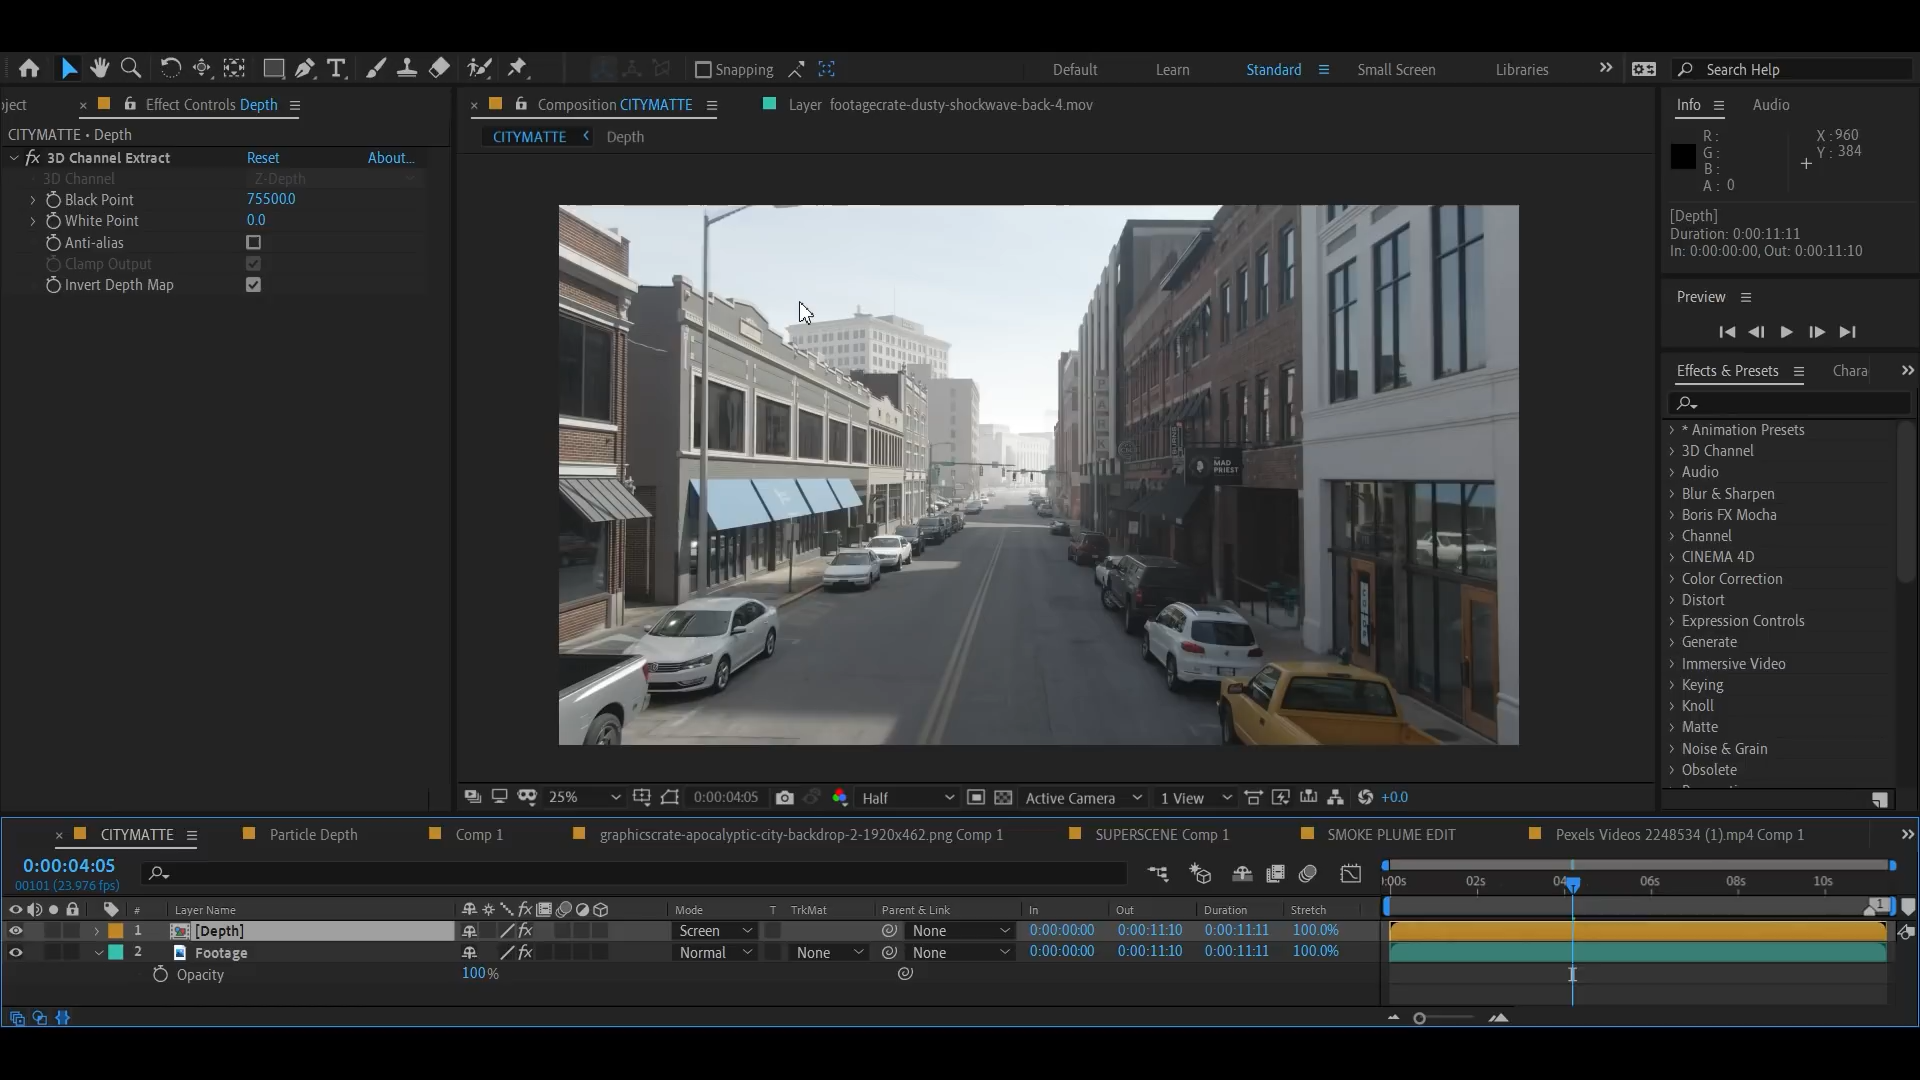 Snapping
Default
Learn
Standard
Small Screen
Libraries
Search Help
oject
Effect Controls Depth
Composition CITYMATTE
Layer footagecrate-dusty-shockwave-back-4.mov
Info
Audio
CITYMATTE • Depth
CITYMATTE
Depth
R :
G :
B :
A : 0
X : 960
Y : 384
3D Channel Extract
Reset
About...
3D Channel
Z-Depth
Black Point
75500.0
White Point
0.0
Anti-alias
Clamp Output
Invert Depth Map
[Depth]
Duration: 0:00:11:11
In: 0:00:00:00, Out: 0:00:11:10
Preview
Effects & Presets
Chara
* Animation Presets
3D Channel
Audio
Blur & Sharpen
Boris FX Mocha
Channel
CINEMA 4D
Color Correction
Distort
Expression Controls
Generate
Immersive Video
Keying
Knoll
Matte
Noise & Grain
Obsolete
PARK
MAD
PRIEST
25%
0:00:04:05
Half
Active Camera
1 View
+0.0
CITYMATTE
Particle Depth
Comp 1
graphicscrate-apocalyptic-city-backdrop-2-1920x462.png Comp 1
SUPERSCENE Comp 1
SMOKE PLUME EDIT
Pexels Videos 2248534 (1).mp4 Comp 1
0:00:04:05
00101 (23.976 fps)
:00s
02s
04
06s
08s
10s
#
Layer Name
Mode
T
TrkMat
Parent & Link
In
Out
Duration
Stretch
1
1
[Depth]
Screen
None
0:00:00:00
0:00:11:10
0:00:11:11
100.0%
2
Footage
Normal
None
None
0:00:00:00
0:00:11:10
0:00:11:11
100.0%
Opacity
100%